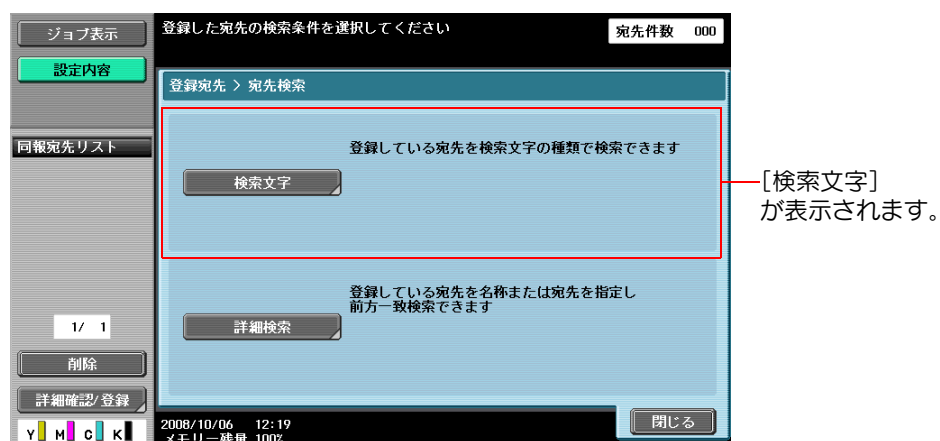 ジョブ表示
設定内容
同報宛先リスト
1/ 1
削除
詳細確認/登録
Y M C K
登録した宛先の検索条件を選択してください
宛先件数 000
登録宛先 > 宛先検索
登録している宛先を検索文字の種類で検索できます
検索文字
登録している宛先を名称または宛先を指定し
前方一致検索できます
詳細検索
2008/10/06 12:19
メモリー残量 100%
閉じる
[検索文字]
が表示されます。